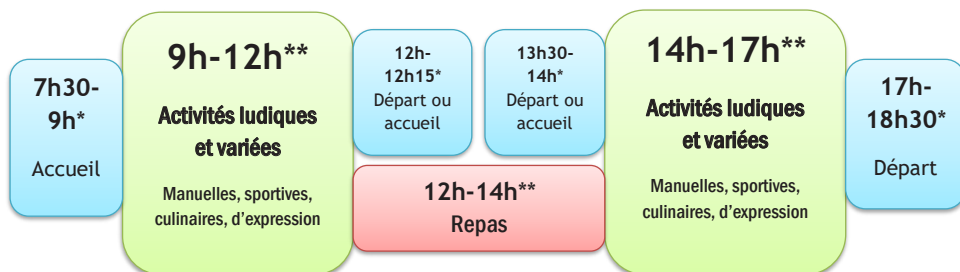 7h30-
9h*
Accueil
9h-12h**
Activités ludiques
et variées
Manuelles, sportives,
culinaires, d'expression
12h-
12h15*
Départ ou
accueil
13h30-
14h*
Départ ou
accueil
12h-14h**
Repas
14h-17h**
Activités ludiques
et variées
Manuelles, sportives,
culinaires, d'expression
17h-
18h30*
Départ